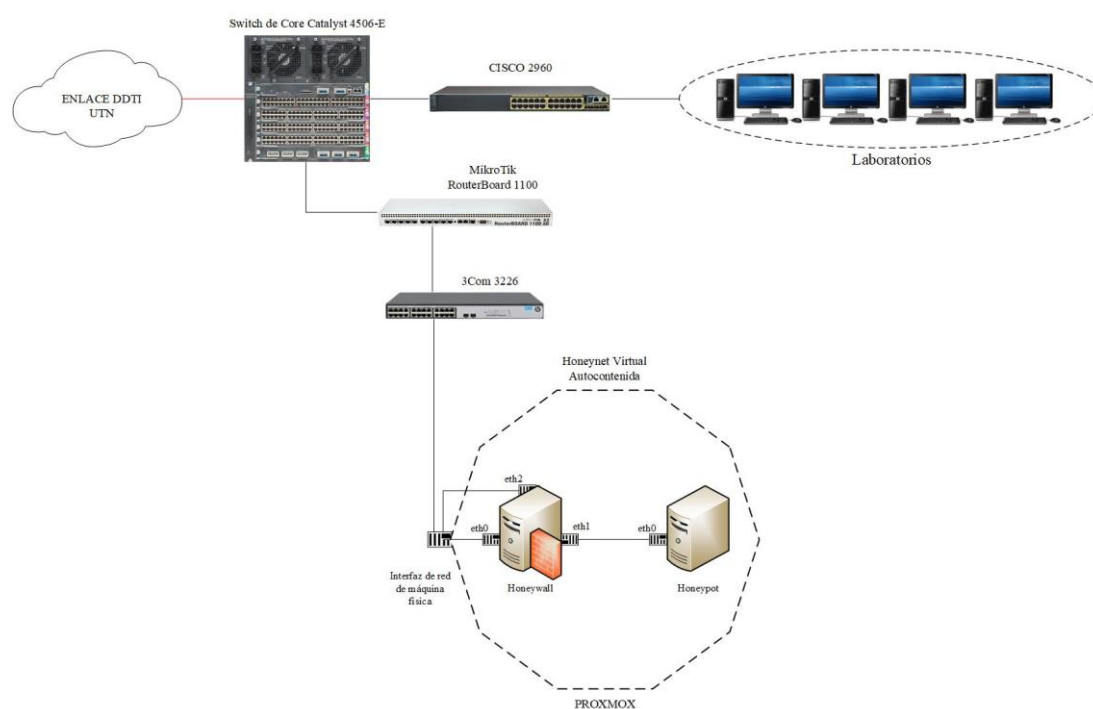 Switch de Core Catalyst 4506-E
ENLACE DDTI
UTN
CISCO 2960
Laboratorios
MikroTik
RouterBoard 1100
3Com 3226
Honeynet Virtual
Autocontenida
eth2
eth0
eth1
eth0
Interfaz de red
de máquina
física
Honeywall
Honeypot
PROXMOX